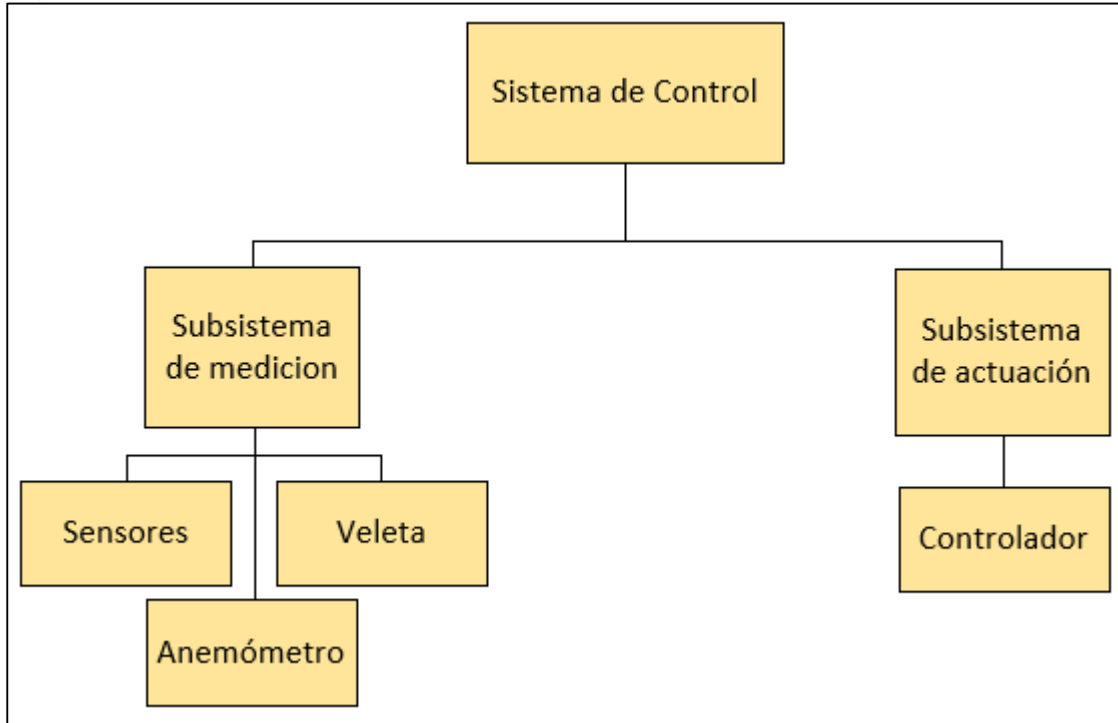 Sistema de Control
Subsistema
de medicion
Subsistema
de actuación
Sensores
Veleta
Controlador
Anemómetro